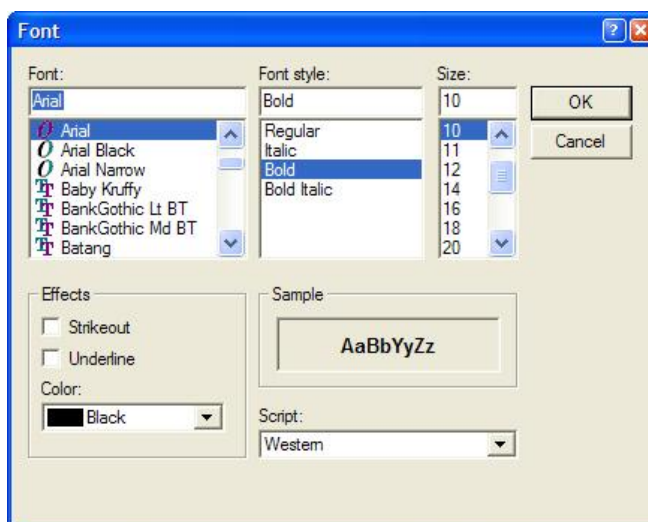 Font
Font:
Font style:
Size:
Arial
Bold
10
OK
Cancel
Arial
Arial Black
Arial Narrow
Baby Kruffy
BankGothic Lt BT
BankGothic Md BT
Batang
Regular
Italic
Bold
Bold Italic
10
11
12
14
16
18
20
Effects
Strikeout
Underline
Color:
Black
Sample
AaBbYyZz
Script:
Western